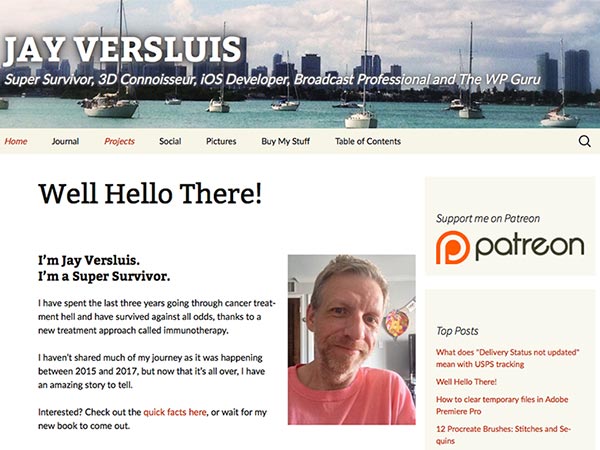 JAY VERSLUIS
Super Survivor, 3D Connoisseur, iOS Developer, Broadcast Professional and The WP Guru
Home Journal Projects Social Pictures Buy My Stuff Table of Contents
Well Hello There!
I'm Jay Versluis.
I'm a Super Survivor.
I have spent the last three years going through cancer treat-
ment hell and have survived against all odds, thanks to a
new treatment approach called immunotherapy.
I haven't shared much of my journey as it was happening
between 2015 and 2017, but now that it's all over, I have
an amazing story to tell.
Interested? Check out the quick facts here, or wait for my
new book to come out.
Support me on Patreon
patreon
Top Posts
What does "Delivery Status not updated"
mean with USPS tracking
Well Hello There!
How to clear temporary files in Adobe
Premiere Pro
12 Procreate Brushes: Stitches and Se-
quins